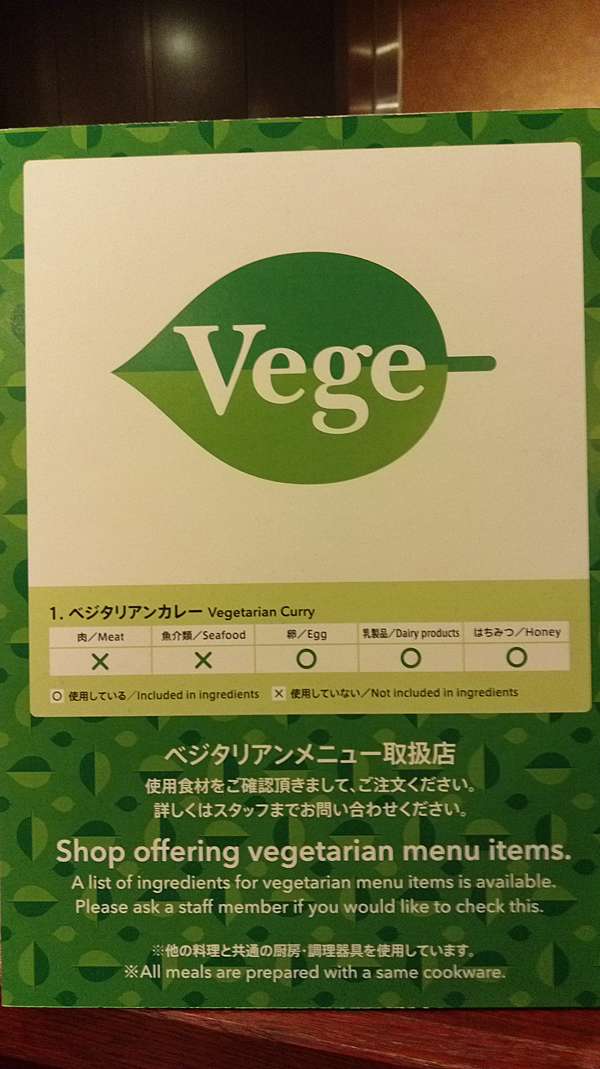 Vege
1. ベジタリアンカレー Vegetarian Curry
肉／Meat 魚介類／Seafood 卵／Egg 乳製品／Dairy products はちみつ／Honey
× × ○ ○ ○
○ 使用している／Included in ingredients × 使用していない／Not included in ingredients
ベジタリアンメニュー取扱店
使用食材をご確認頂きまして、ご注文ください。
詳しくはスタッフまでお問い合わせください。
Shop offering vegetarian menu items.
A list of ingredients for vegetarian menu items is available.
Please ask a staff member if you would like to check this.
※他の料理と共通の厨房・調理器具を使用しています。
※All meals are prepared with a same cookware.